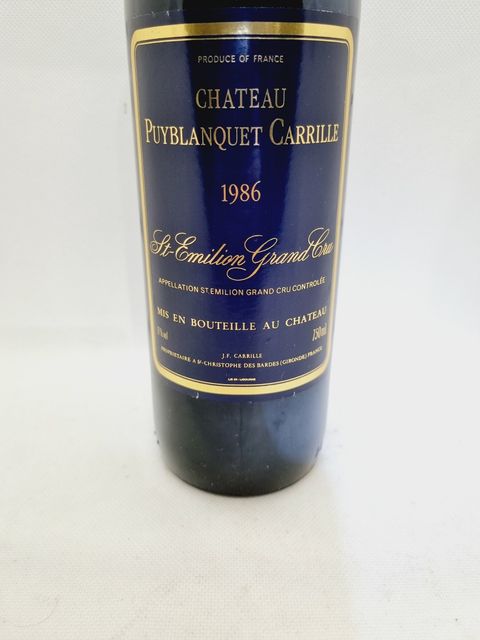 PRODUCE OF FRANCE
CHATEAU
PUYBLANQUET CARRILLE
1986
St-Emilion Grand Cru
APPELLATION ST. EMILION GRAND CRU CONTROLÉE
MIS EN BOUTEILLE AU CHATEAU
750ml
J.F. CARRILLE
PROPRIETAIRE A St-CHRISTOPHE DES BARDES (GIRONDE) FRANCE